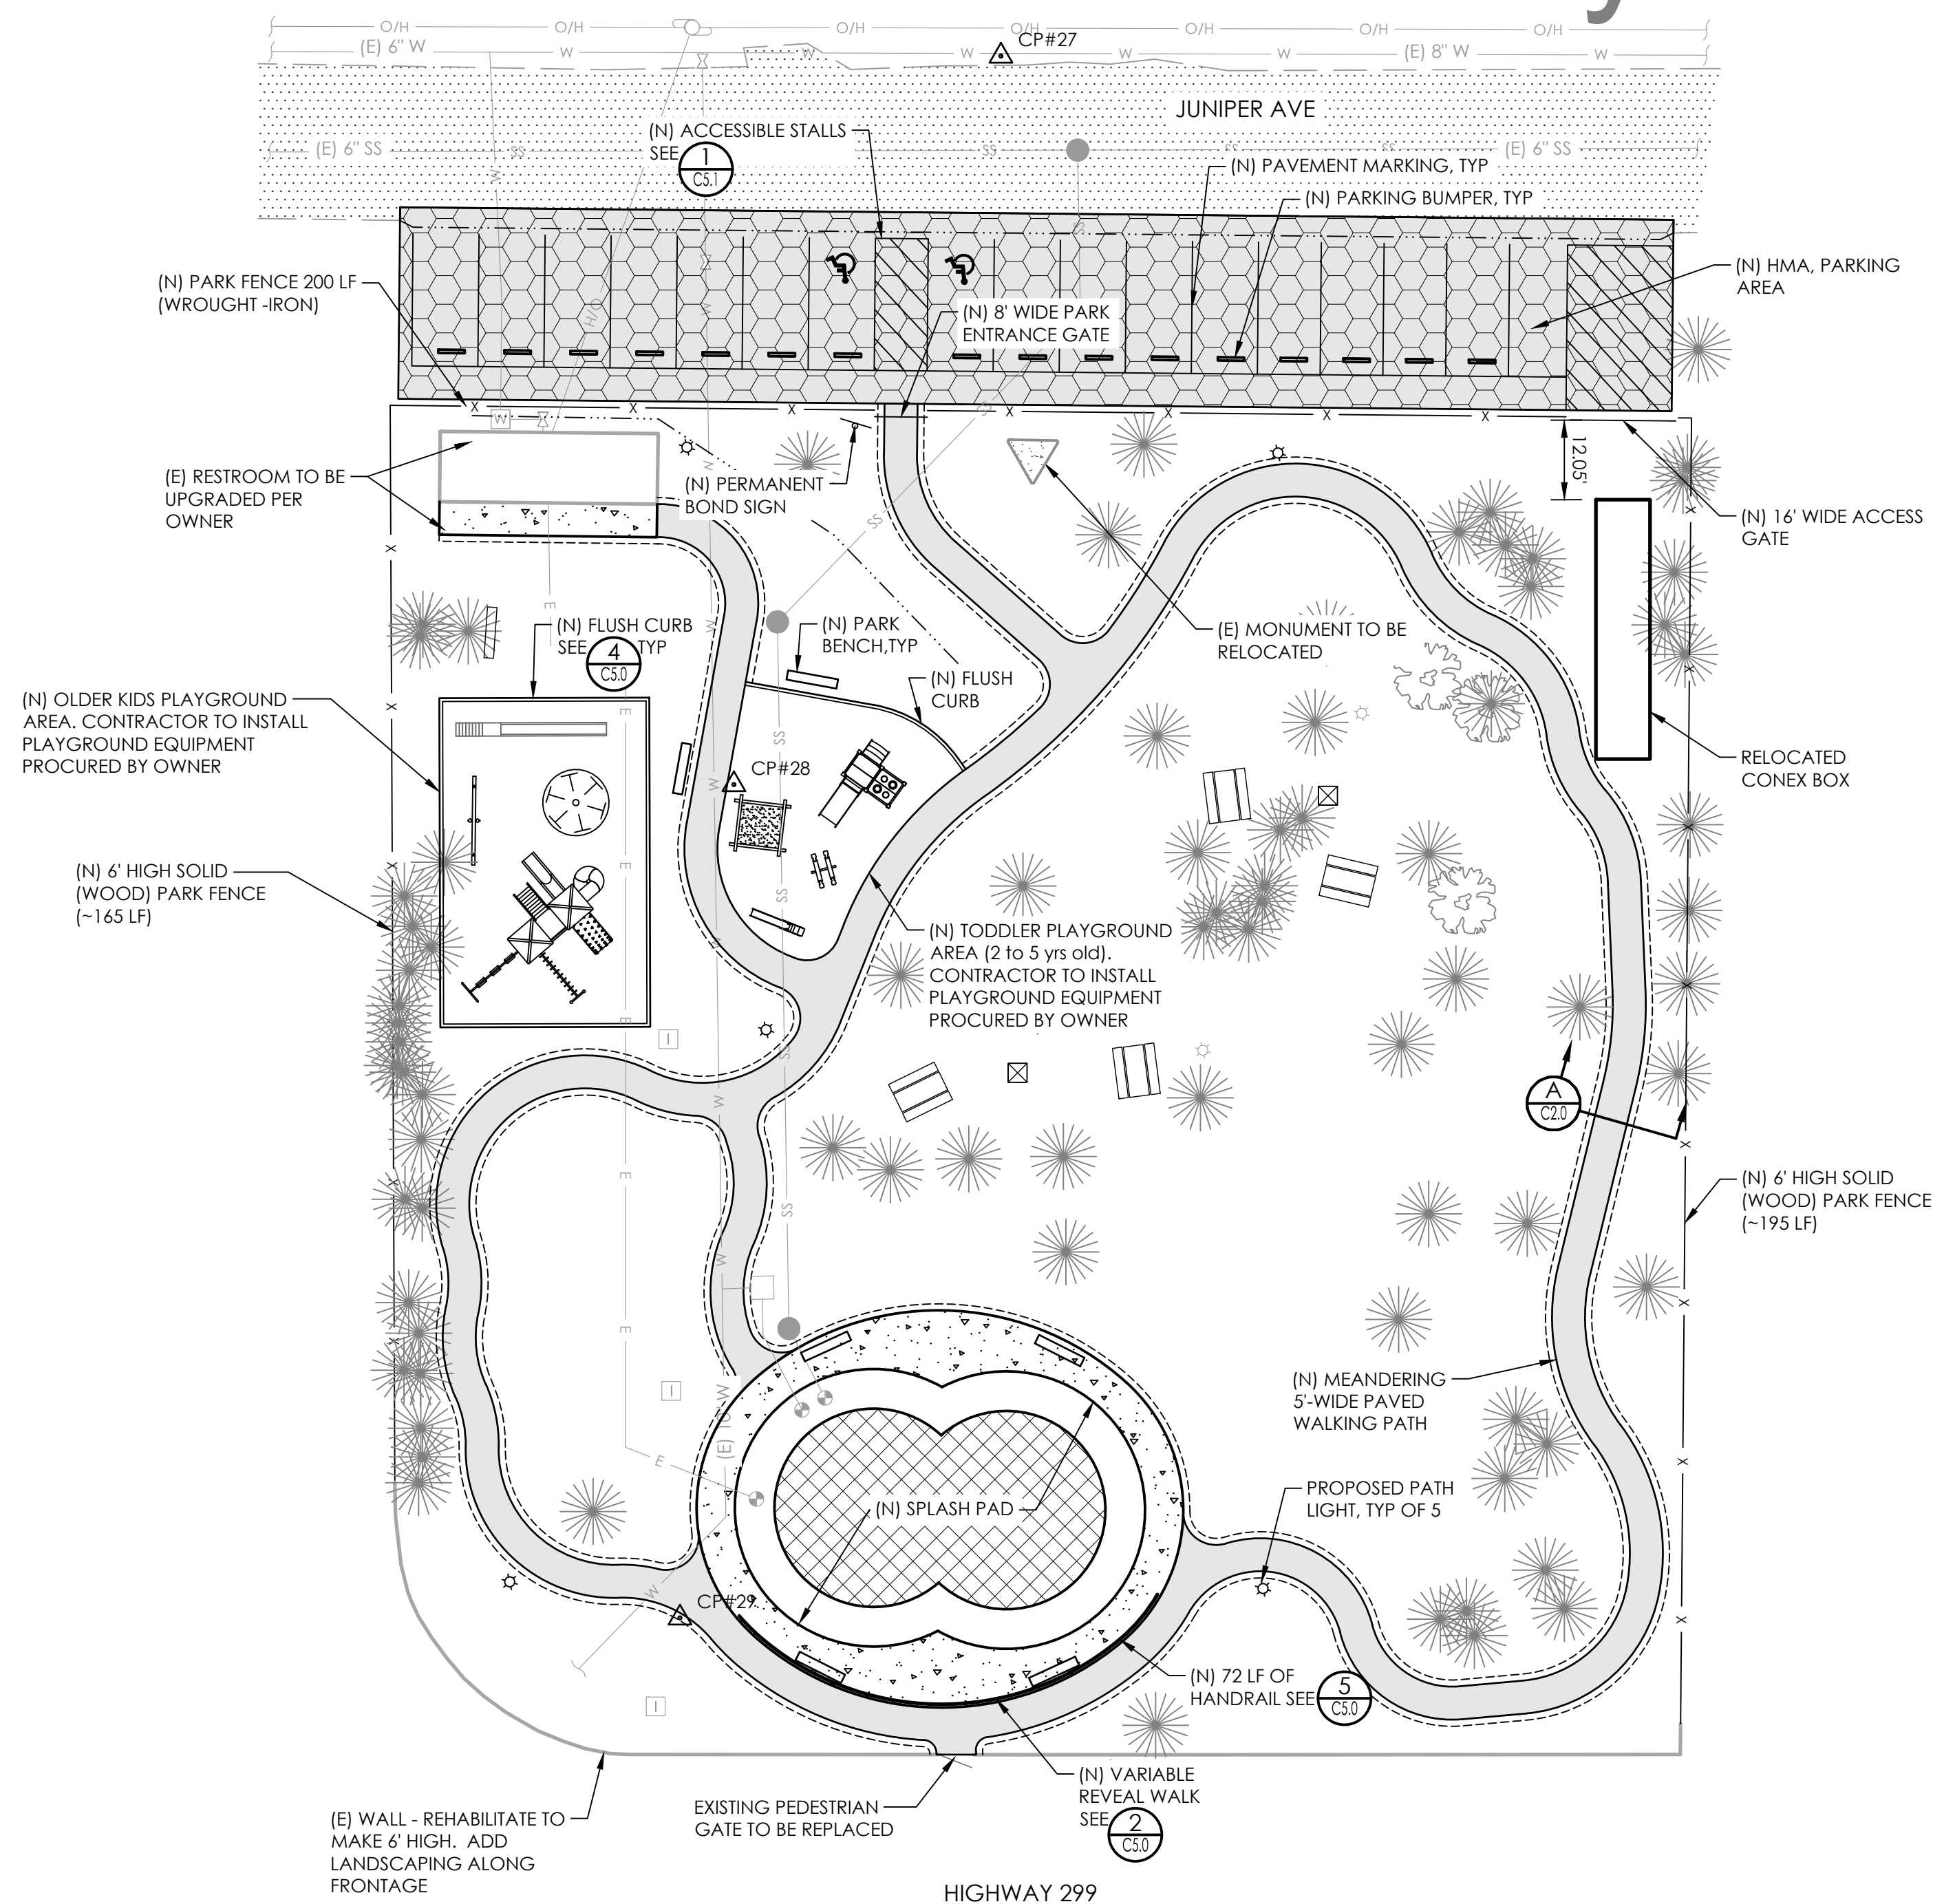 O/H O/H O/H O/H O/H O/H O/H
(E) 6" W W W W W W (E) 8" W W
CP#27
JUNIPER AVE
(N) ACCESSIBLE STALLS
SEE 1
C5.1
(E) 6" SS SS SS SS SS (E) 6" SS
(N) PAVEMENT MARKING, TYP
(N) PARKING BUMPER, TYP
(N) PARK FENCE 200 LF
(WROUGHT -IRON)
(N) HMA, PARKING
AREA
(N) 8' WIDE PARK
ENTRANCE GATE
(E) RESTROOM TO BE
UPGRADED PER
OWNER
(N) PERMANENT
BOND SIGN
12.05'
(N) 16' WIDE ACCESS
GATE
(N) FLUSH CURB
SEE 4 TYP
C5.0
(N) PARK
BENCH,TYP
(E) MONUMENT TO BE
RELOCATED
(N) FLUSH
CURB
(N) OLDER KIDS PLAYGROUND
AREA. CONTRACTOR TO INSTALL
PLAYGROUND EQUIPMENT
PROCURED BY OWNER
CP#28
RELOCATED
CONEX BOX
(N) 6' HIGH SOLID
(WOOD) PARK FENCE
(~165 LF)
(N) TODDLER PLAYGROUND
AREA (2 to 5 yrs old).
CONTRACTOR TO INSTALL
PLAYGROUND EQUIPMENT
PROCURED BY OWNER
A
C2.0
(N) 6' HIGH SOLID
(WOOD) PARK FENCE
(~195 LF)
(N) MEANDERING
5'-WIDE PAVED
WALKING PATH
PROPOSED PATH
LIGHT, TYP OF 5
(N) SPLASH PAD
CP#29
(N) 72 LF OF
HANDRAIL SEE 5
C5.0
(N) VARIABLE
REVEAL WALK
SEE 2
C5.0
EXISTING PEDESTRIAN
GATE TO BE REPLACED
(E) WALL - REHABILITATE TO
MAKE 6' HIGH. ADD
LANDSCAPING ALONG
FRONTAGE
HIGHWAY 299